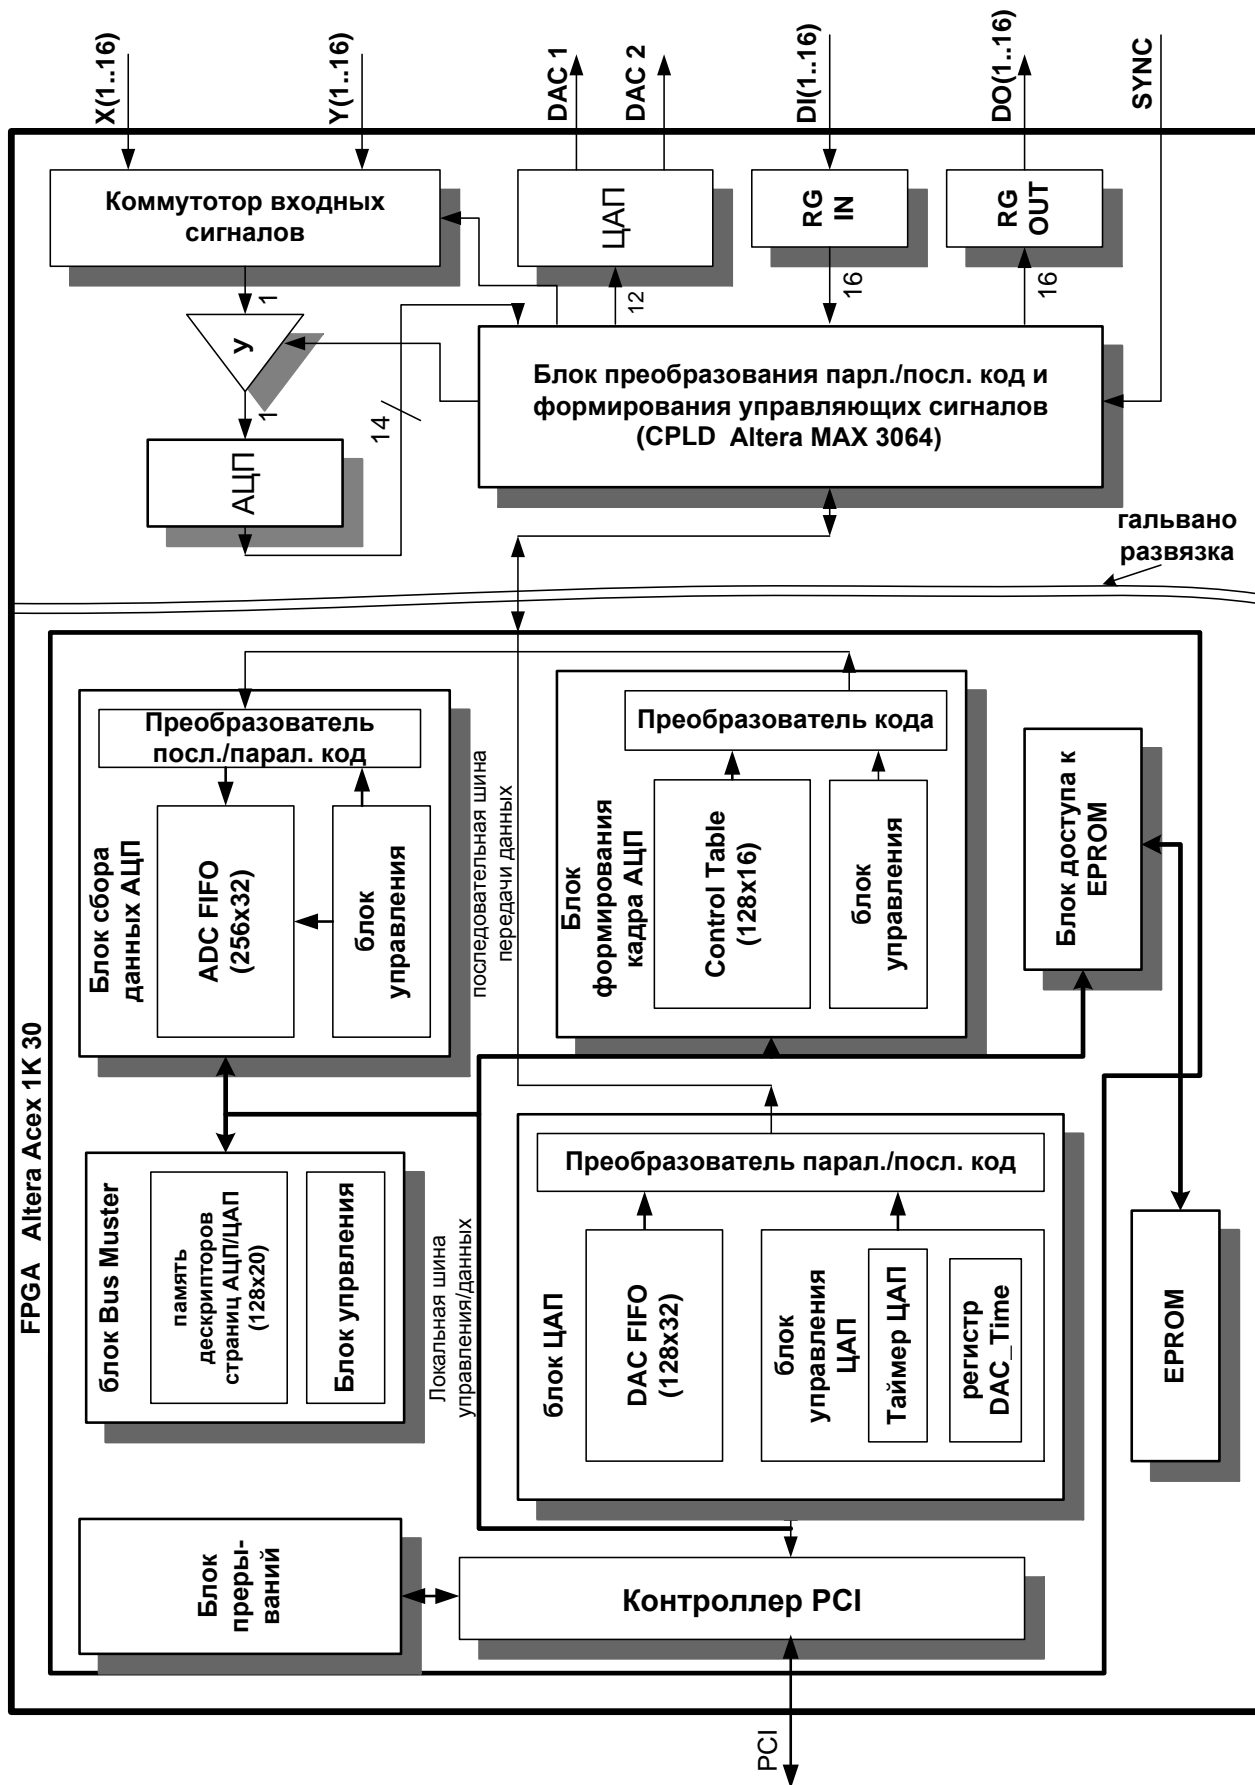 X(1..16)
Y(1..16)
DAC 1
DAC 2
DI(1..16)
DO(1..16)
SYNC
Коммутотор входных
сигналов
ЦАП
RG
IN
RG
OUT
1
12
16
16
У
1
14
АЦП
Блок преобразования парл./посл. код и
формирования управляющих сигналов
(CPLD Altera MAX 3064)
гальвано
развязка
FPGA Altera Acex 1K 30
Блок сбора
данных АЦП
Преобразователь
посл./парал. код
ADC FIFO
(256x32)
блок
управления
последовательная шина
передачи данных
Блок
формирования
кадра АЦП
Преобразователь кода
Control Table
(128x16)
блок
управления
Блок доступа к
EPROM
блок Bus Muster
память
дескрипторов
страниц АЦП/ЦАП
(128x20)
Блок упрвления
Локальная шина
управления/данных
блок ЦАП
Преобразователь парал./посл. код
DAC FIFO
(128x32)
блок
управления
ЦАП
Таймер ЦАП
регистр
DAC_Time
EPROM
Блок
преры-
ваний
Контроллер PCI
PCI